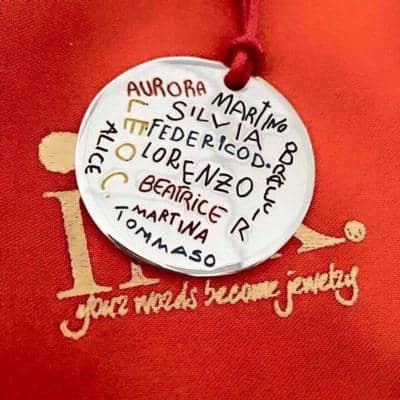 AURORA
MARTINO
SILVIA
LEO C.
FEDERICO D.
ALICE
LORENZO
BEATRICE
MARTINA
TOMMASO
your words become jewelry